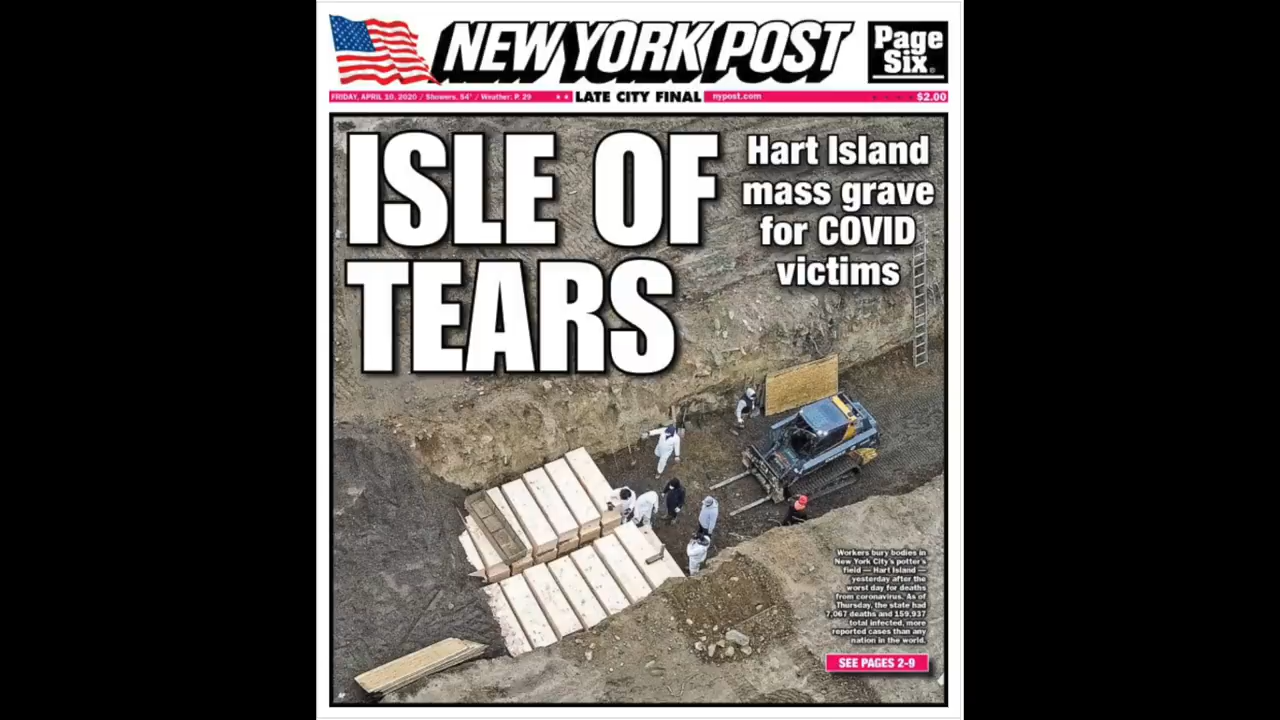 NEW YORK POST
Page
Six®
FRIDAY, APRIL 10, 2020 / Showers, 54° / Weather: P. 29
LATE CITY FINAL
nypost.com
$2.00
ISLE OF
TEARS
Hart Island
mass grave
for COVID
victims
Workers bury bodies in
New York City's potter's
field — Hart Island —
yesterday after the
worst day for deaths
from coronavirus. As of
Thursday, the state had
7,067 deaths and 159,937
total infected, more
reported cases than any
nation in the world.
SEE PAGES 2-9
AP